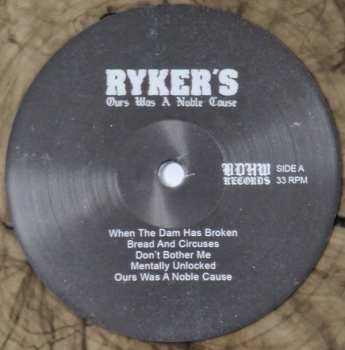 RYKER'S
Ours Was A Noble Cause
BDHW
RECORDS
SIDE A
33 RPM
When The Dam Has Broken
Bread And Circuses
Don't Bother Me
Mentally Unlocked
Ours Was A Noble Cause